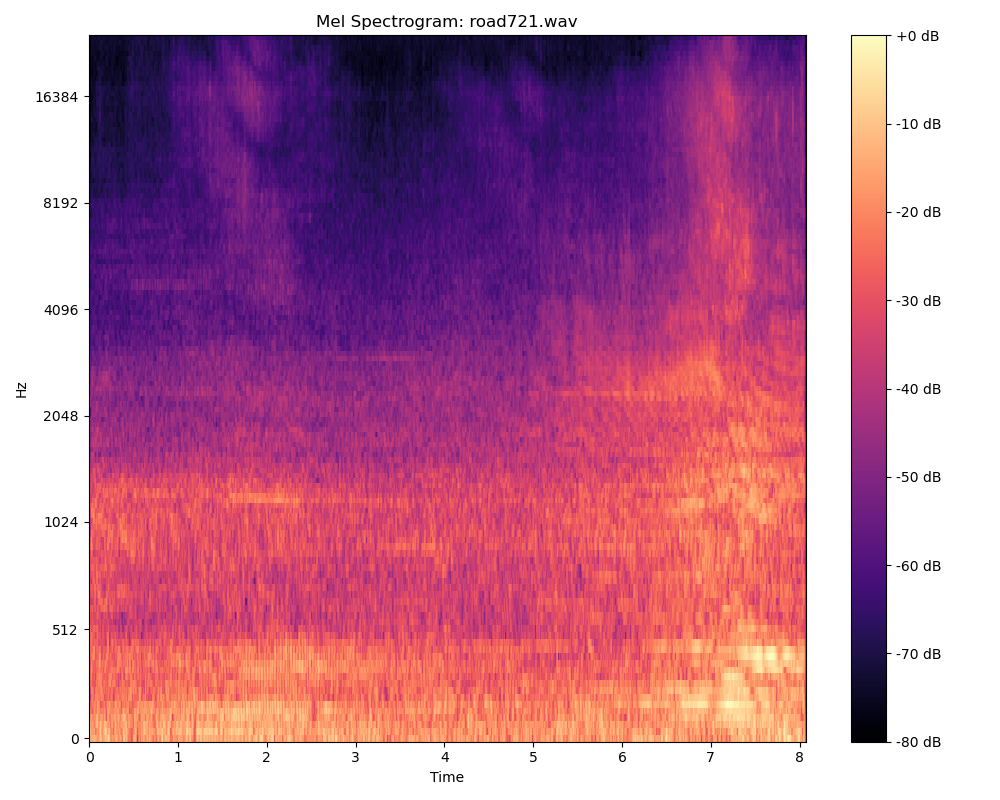 Mel Spectrogram: road721.wav
+0 dB
16384
-10 dB
8192
-20 dB
4096
-30 dB
Hz
2048
-40 dB
-50 dB
1024
-60 dB
512
-70 dB
0
-80 dB
0 1 2 3 4 5 6 7 8
Time